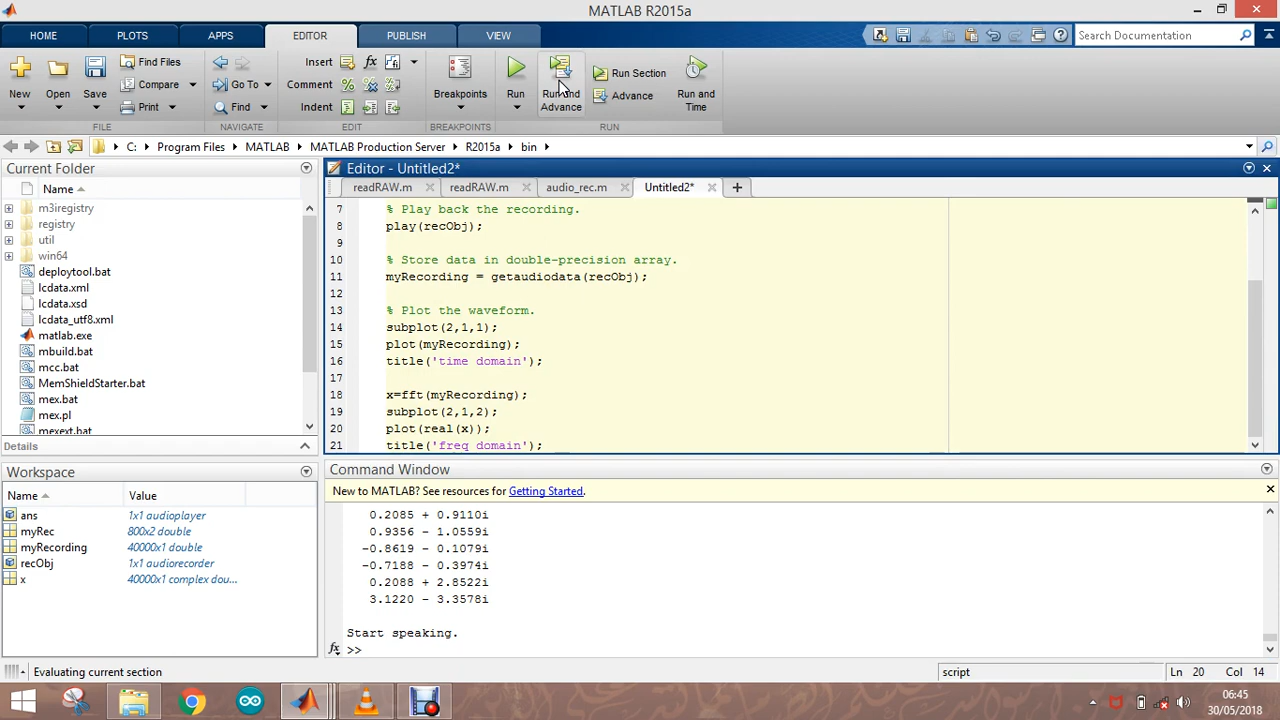 MATLAB R2015a
HOME PLOTS APPS EDITOR PUBLISH VIEW Search Documentation
New Open Save Find Files Compare Print Go To Find Insert Comment Indent fx Breakpoints Run Run and Advance Run Section Advance Run and Time
FILE NAVIGATE EDIT BREAKPOINTS RUN
C: Program Files MATLAB MATLAB Production Server R2015a bin
Current Folder
Name
m3iregistry
registry
util
win64
deploytool.bat
lcdata.xml
lcdata.xsd
lcdata_utf8.xml
matlab.exe
mbuild.bat
mcc.bat
MemShieldStarter.bat
mex.bat
mex.pl
mexext.bat
Details
Workspace
Name Value
ans 1x1 audioplayer
myRec 800x2 double
myRecording 40000x1 double
recObj 1x1 audiorecorder
x 40000x1 complex dou...
Editor - Untitled2*
readRAW.m readRAW.m audio_rec.m Untitled2*
7 % Play back the recording.
8 play(recObj);
9
10 % Store data in double-precision array.
11 myRecording = getaudiodata(recObj);
12
13 % Plot the waveform.
14 subplot(2,1,1);
15 plot(myRecording);
16 title('time domain');
17
18 x=fft(myRecording);
19 subplot(2,1,2);
20 plot(real(x));
21 title('freq domain');
Command Window
New to MATLAB? See resources for Getting Started.
0.2085 + 0.9110i
0.9356 - 1.0559i
-0.8619 - 0.1079i
-0.7188 - 0.3974i
0.2088 + 2.8522i
3.1220 - 3.3578i
Start speaking.
fx >>
Evaluating current section script Ln 20 Col 14
06:45
30/05/2018